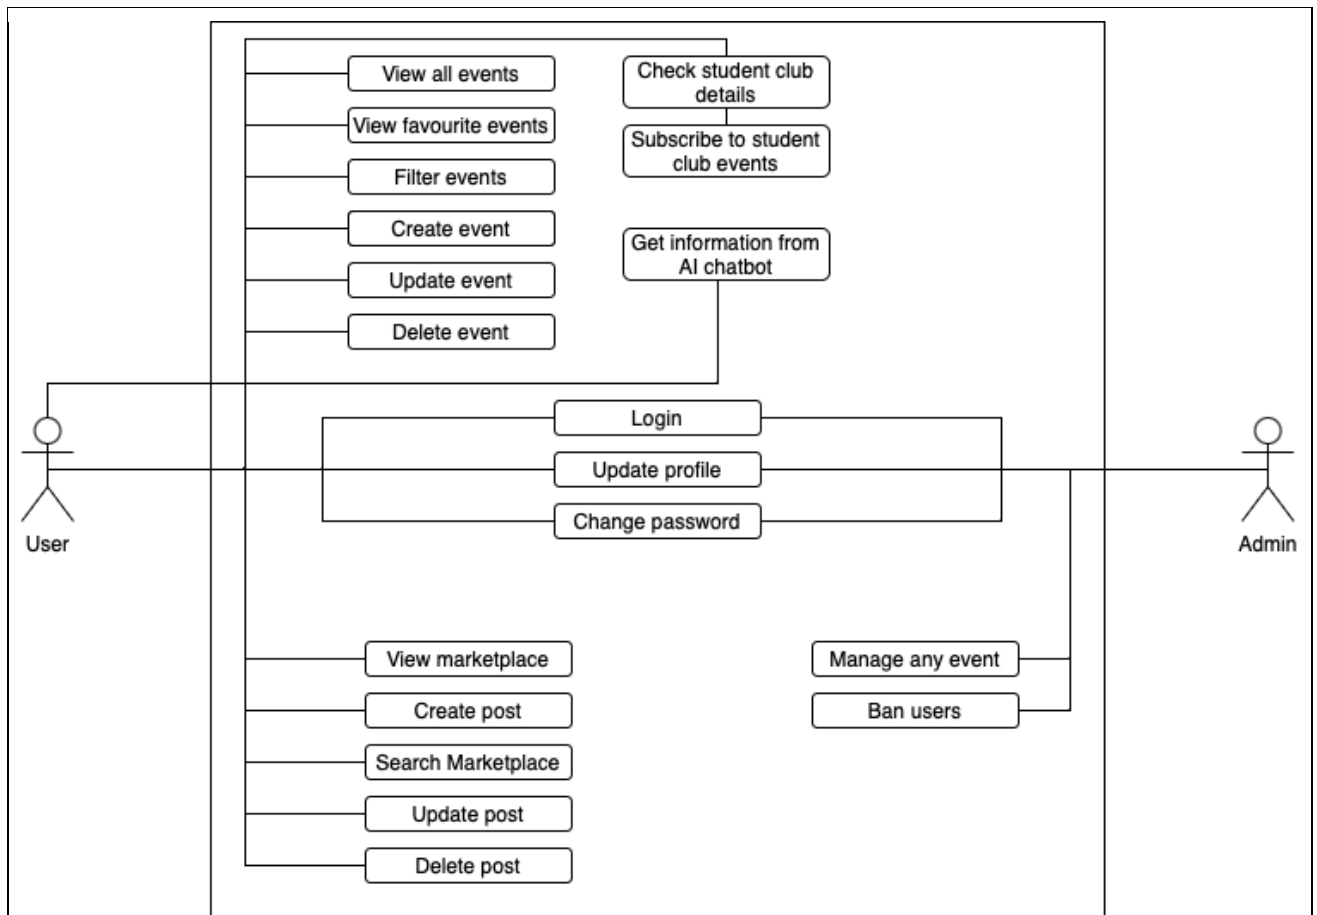 View all events
View favourite events
Filter events
Create event
Update event
Delete event
Check student club
details
Subscribe to student
club events
Get information from
AI chatbot
Login
Update profile
Change password
User
Admin
View marketplace
Create post
Search Marketplace
Update post
Delete post
Manage any event
Ban users